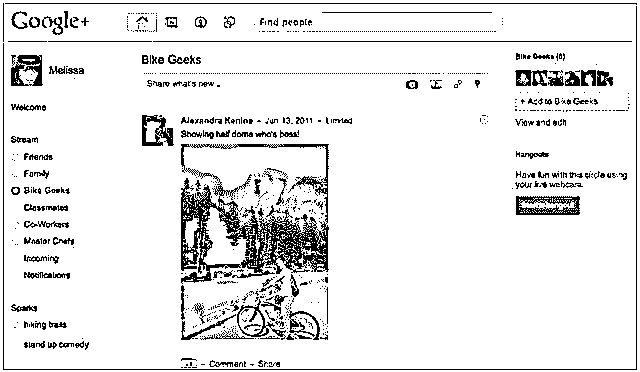 Google+
Find people
Melissa
Welcome
Stream
Friends
Family
Bike Geeks
Classmates
Co-Workers
Master Chefs
Incoming
Notifications
Sparks
hiking trails
stand up comedy
Bike Geeks
Share what's new...
Alexandra Kenine - Jun 13, 2011 - Limited
Showing half dome who's boss!
+1 - Comment - Share
Bike Geeks (6)
+ Add to Bike Geeks
View and edit
Hangouts
Have fun with this circle using
your live webcam.